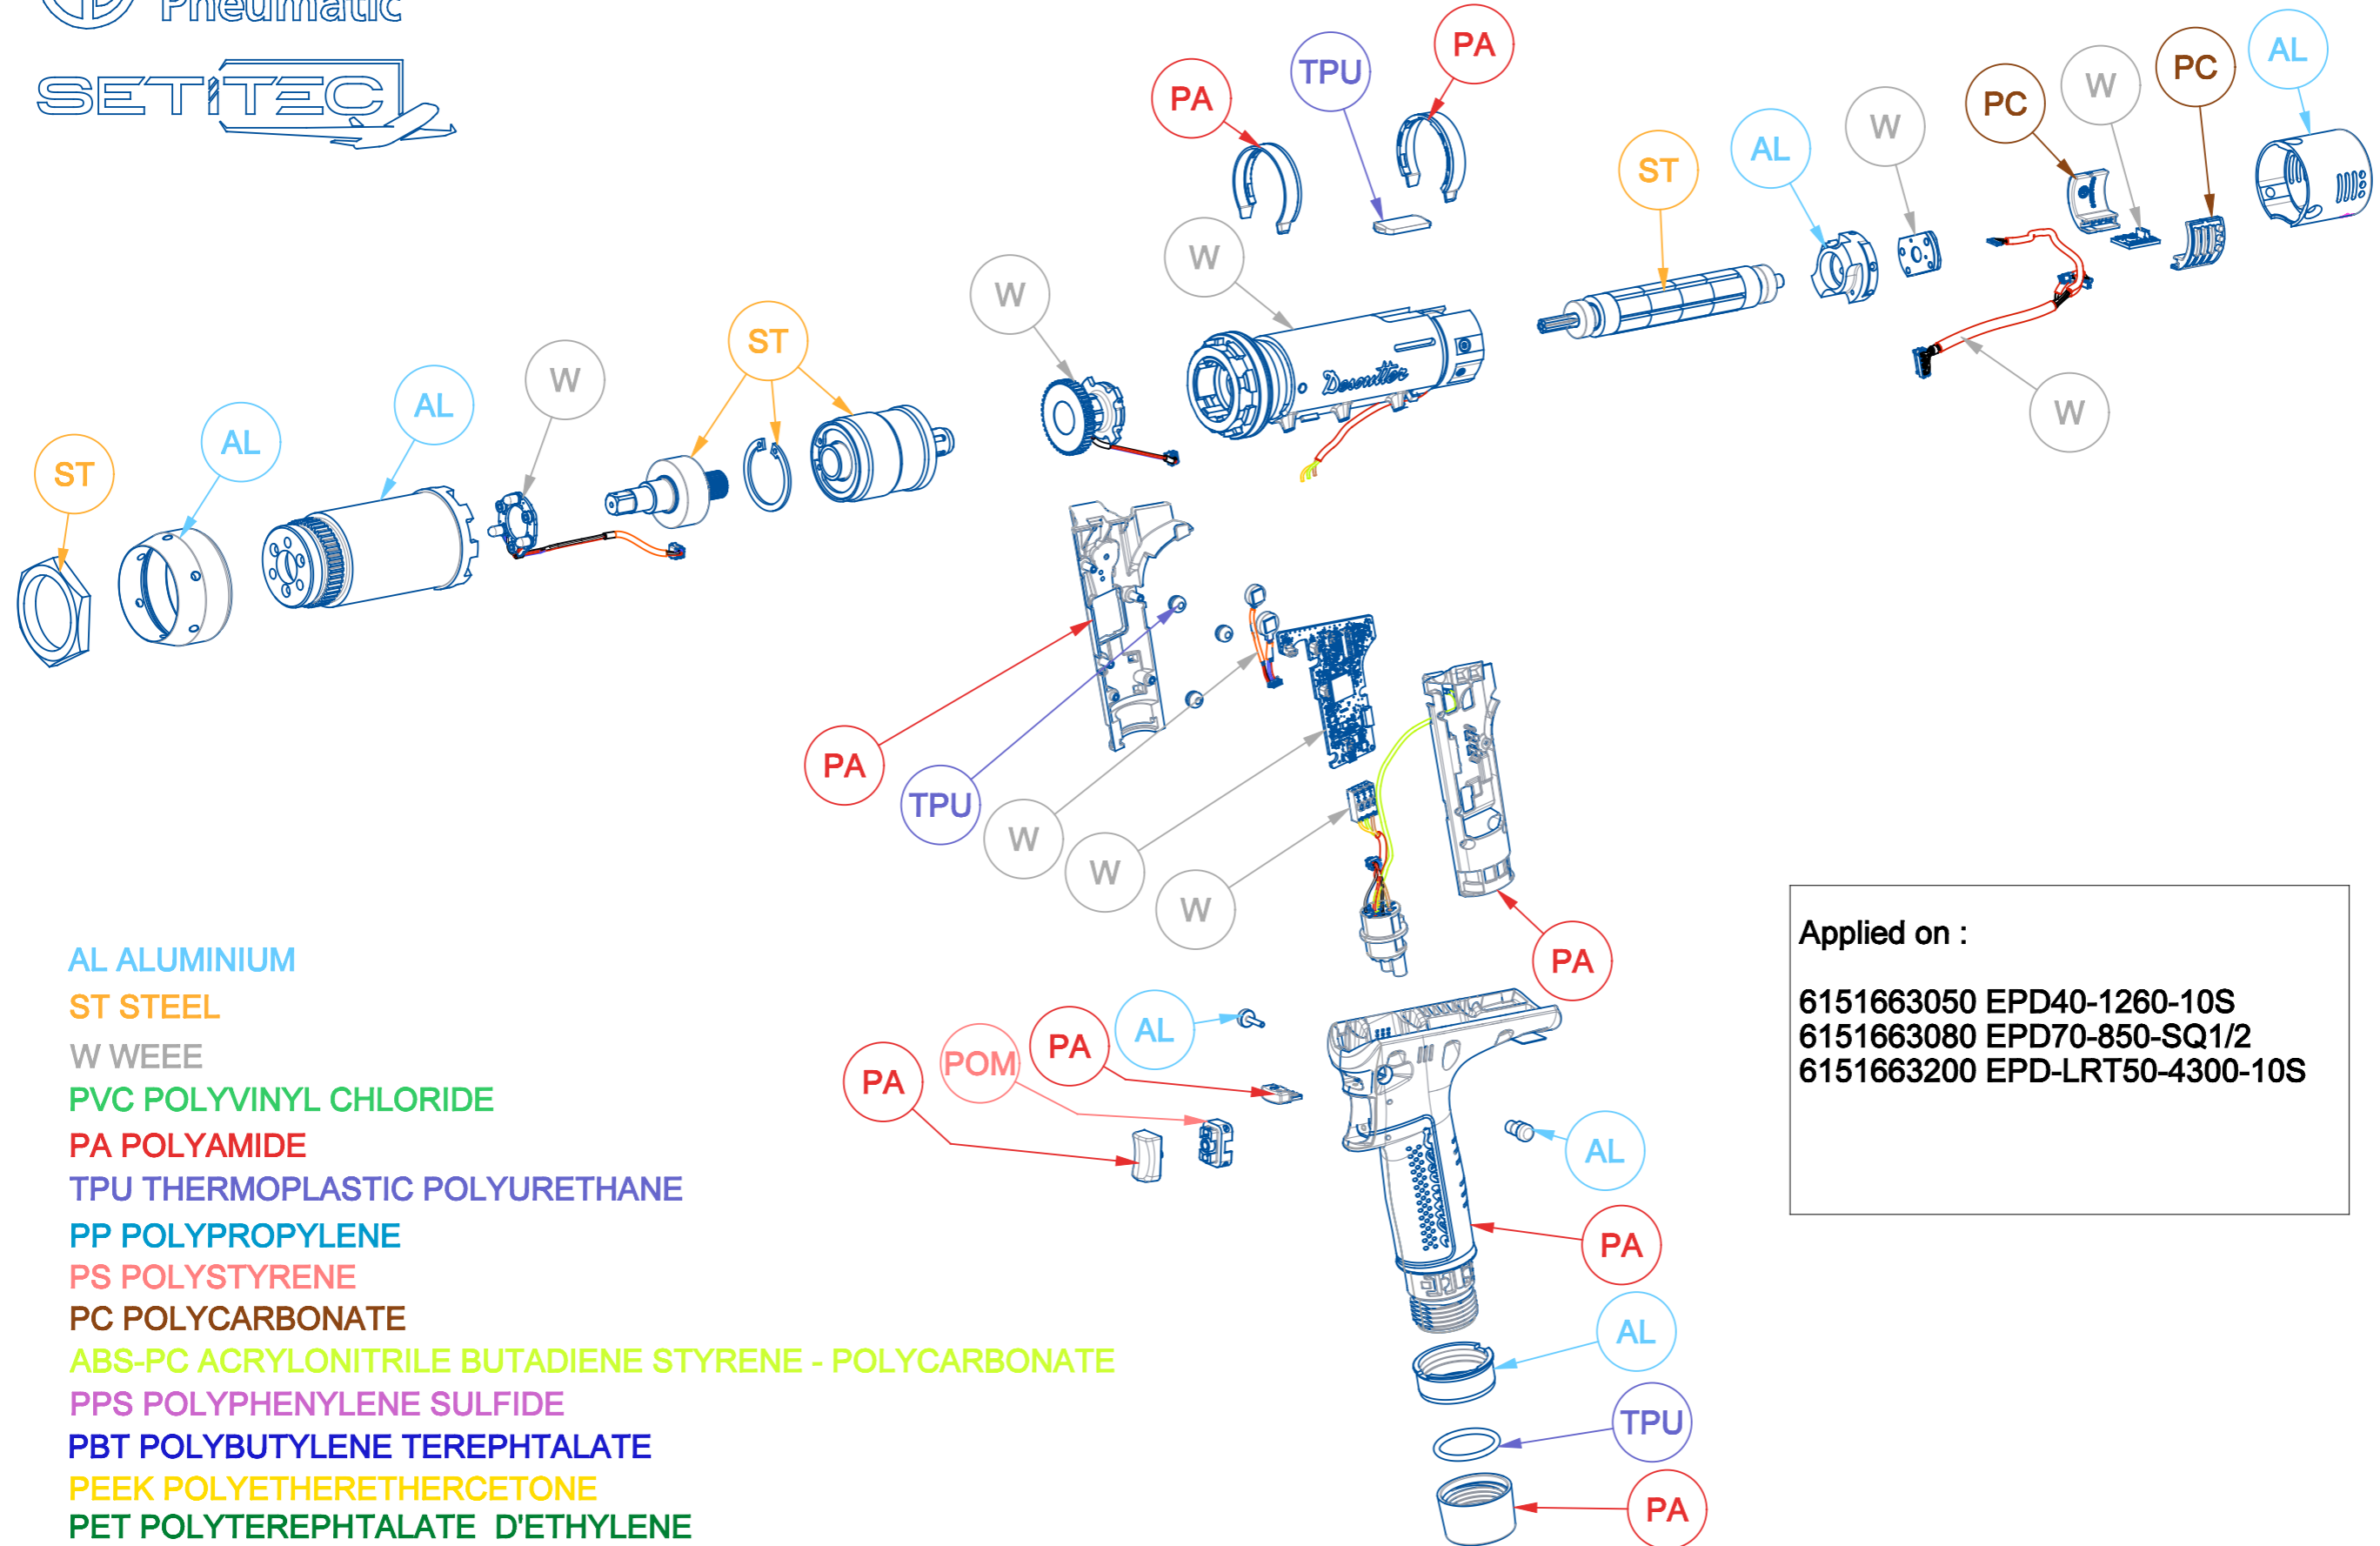 Pneumatic
SETITEC
PA
TPU
PA
ST
AL
W
PC
W
PC
AL
W
W
ST
W
AL
AL
ST
W
Desoutter
W
PA
TPU
W
W
W
PA
PA
POM
PA
AL
AL
PA
AL
TPU
PA
AL ALUMINIUM
ST STEEL
W WEEE
PVC POLYVINYL CHLORIDE
PA POLYAMIDE
TPU THERMOPLASTIC POLYURETHANE
PP POLYPROPYLENE
PS POLYSTYRENE
PC POLYCARBONATE
ABS-PC ACRYLONITRILE BUTADIENE STYRENE - POLYCARBONATE
PPS POLYPHENYLENE SULFIDE
PBT POLYBUTYLENE TEREPHTALATE
PEEK POLYETHERETHERCETONE
PET POLYTEREPHTALATE D'ETHYLENE
Applied on :
6151663050 EPD40-1260-10S
6151663080 EPD70-850-SQ1/2
6151663200 EPD-LRT50-4300-10S